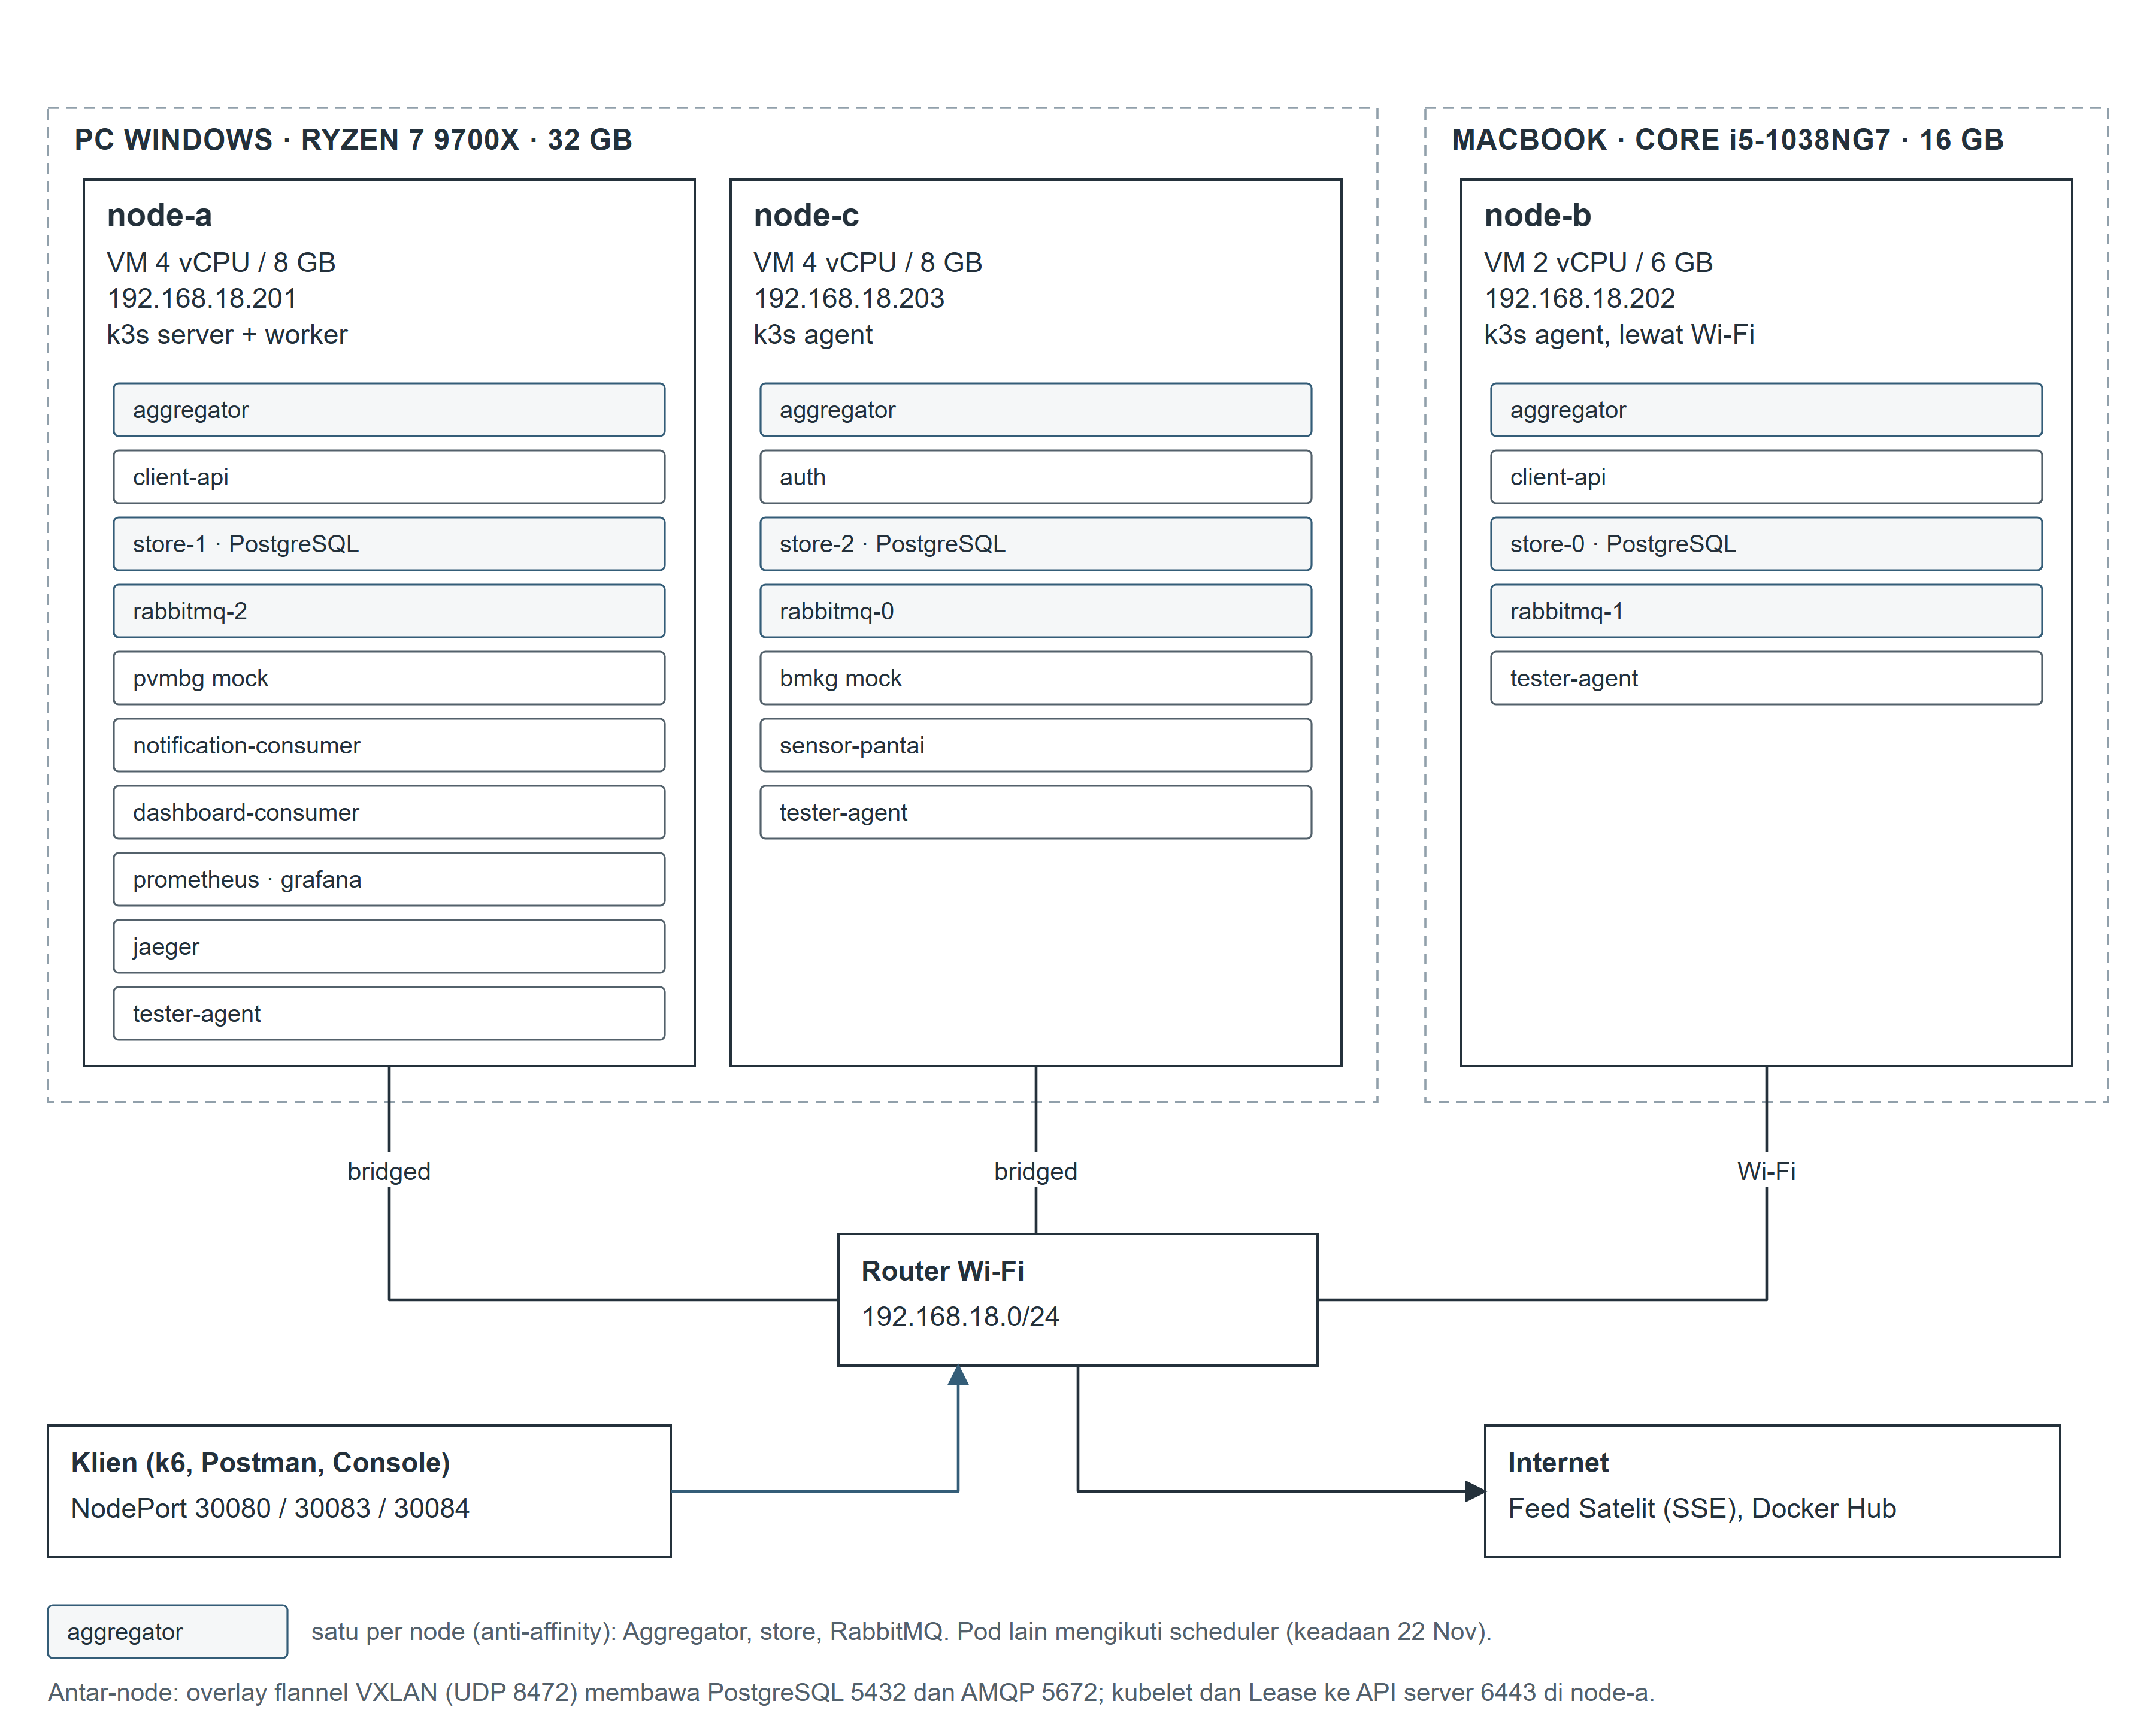 PC WINDOWS · RYZEN 7 9700X · 32 GB
node-a
VM 4 vCPU / 8 GB
192.168.18.201
k3s server + worker
aggregator
client-api
store-1 · PostgreSQL
rabbitmq-2
pvmbg mock
notification-consumer
dashboard-consumer
prometheus · grafana
jaeger
tester-agent
node-c
VM 4 vCPU / 8 GB
192.168.18.203
k3s agent
aggregator
auth
store-2 · PostgreSQL
rabbitmq-0
bmkg mock
sensor-pantai
tester-agent
MACBOOK · CORE i5-1038NG7 · 16 GB
node-b
VM 2 vCPU / 6 GB
192.168.18.202
k3s agent, lewat Wi-Fi
aggregator
client-api
store-0 · PostgreSQL
rabbitmq-1
tester-agent
bridged
bridged
Wi-Fi
Router Wi-Fi
192.168.18.0/24
Klien (k6, Postman, Console)
NodePort 30080 / 30083 / 30084
Internet
Feed Satelit (SSE), Docker Hub
aggregator
satu per node (anti-affinity): Aggregator, store, RabbitMQ. Pod lain mengikuti scheduler (keadaan 22 Nov).
Antar-node: overlay flannel VXLAN (UDP 8472) membawa PostgreSQL 5432 dan AMQP 5672; kubelet dan Lease ke API server 6443 di node-a.